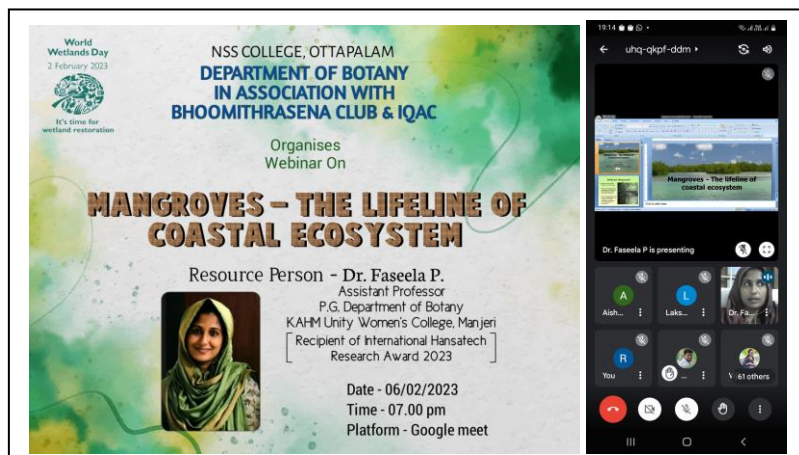 World
Wetlands Day
2 February 2023
It's time for
wetland restoration
NSS COLLEGE, OTTAPALAM
DEPARTMENT OF BOTANY
IN ASSOCIATION WITH
BHOOMITHRASENA CLUB & IQAC
Organises
Webinar On
MANGROVES – THE LIFELINE OF
COASTAL ECOSYSTEM
Resource Person - Dr. Faseela P.
Assistant Professor
P.G. Department of Botany
KAHM Unity Women's College, Manjeri
Recipient of International Hansatech
Research Award 2023
Date - 06/02/2023
Time - 07.00 pm
Platform - Google meet
19:14
uhq-qkpf-ddm
Mangroves – The lifeline of
coastal ecosystem
Dr. Faseela P is presenting
A
Aish...
L
Laks...
Dr. Fa...
R
You
...
61 others